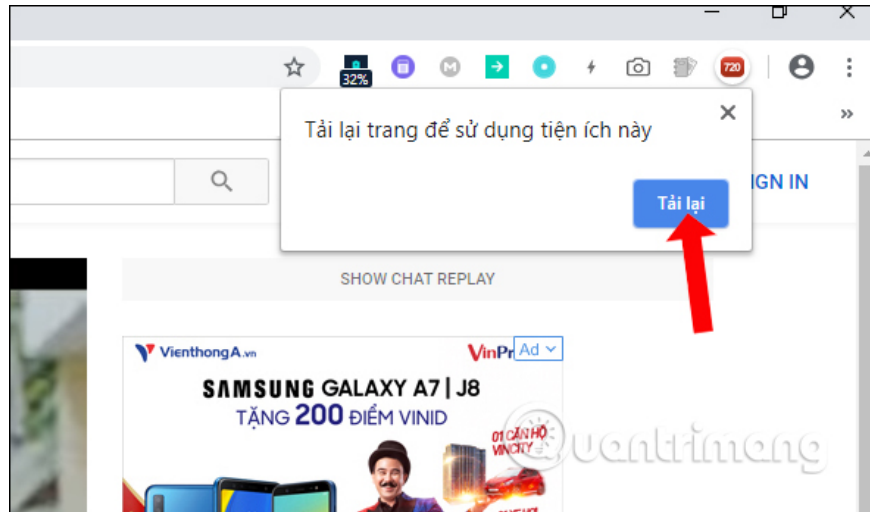 32%
720
Tải lại trang để sử dụng tiện ích này
Tải lại
IGN IN
SHOW CHAT REPLAY
VienthongA.vn
VinPr
Ad
SAMSUNG GALAXY A7 | J8
TẶNG 200 ĐIỂM VINID
01 CĂN HỘ
VINCITY
Quantrimang